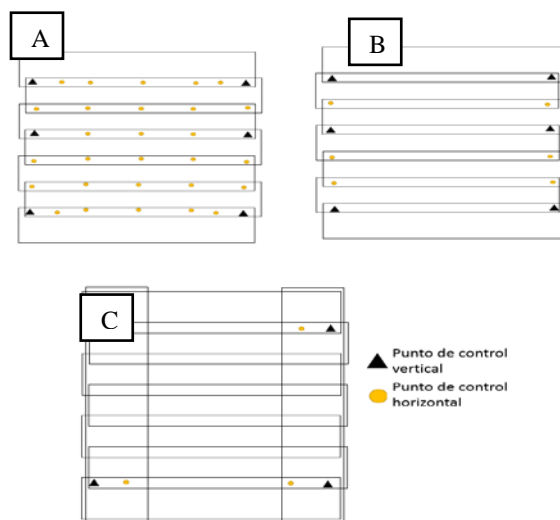 A
B
C
Punto de control
vertical
Punto de control
horizontal